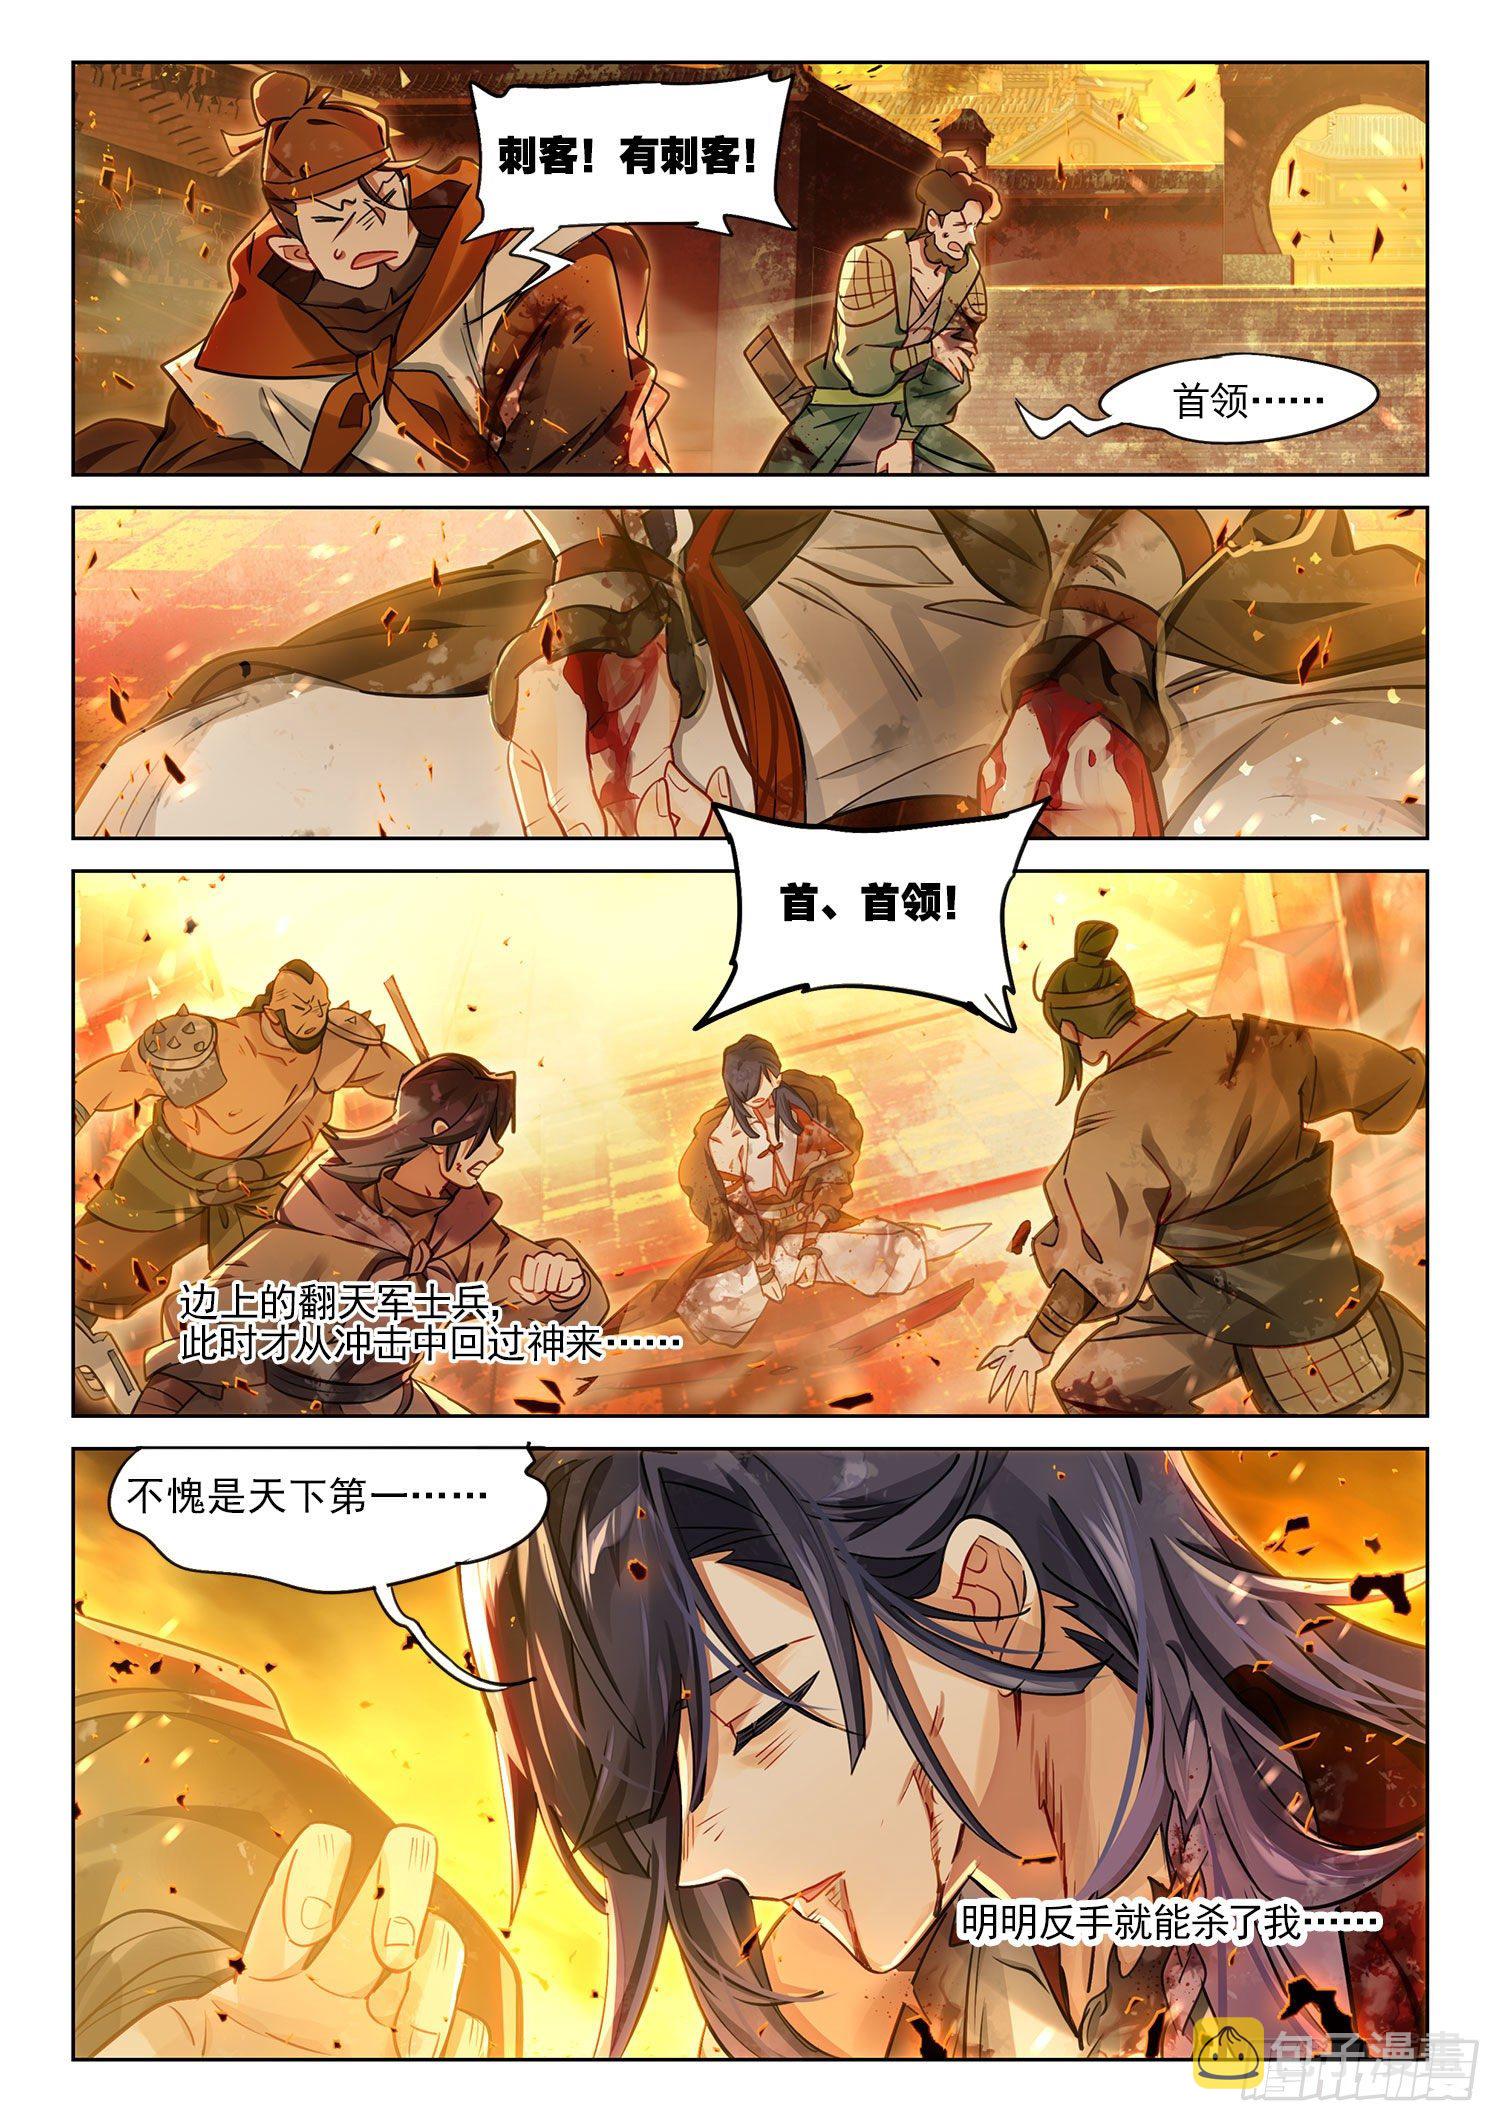 刺客！有刺客！
首领……
首、首领！
边上的翻天军士兵，
此时才从冲击中回过神来……
不愧是天下第一……
明明反手就能杀了我……
包子漫畫